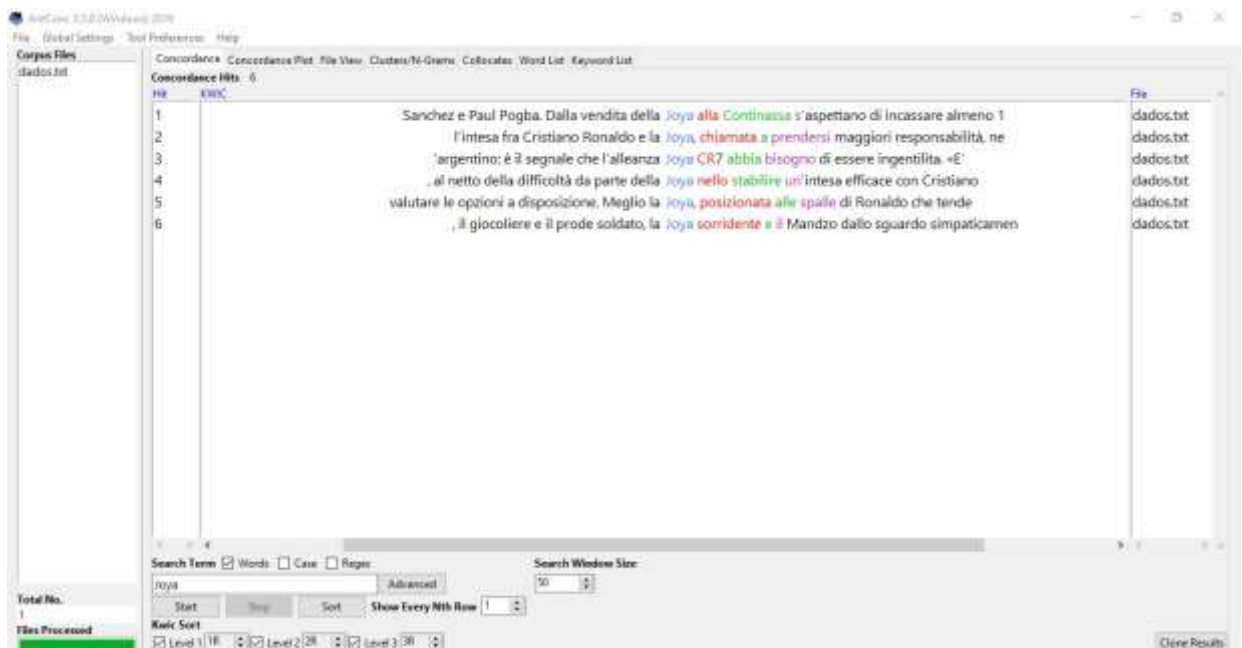 AntConc 3.5.8 (Windows) 2019
File Global Settings Tool Preferences Help
Corpus Files
dados.txt
Concordance Concordance Plot File View Clusters/N-Grams Collocates Word List Keyword List
Concordance Hits 6
Hit KWIC File
1 Sanchez e Paul Pogba. Dalla vendita della Joya alla Continassa s'aspettano di incassare almeno 1 dados.txt
2 l'intesa fra Cristiano Ronaldo e la Joya, chiamata a prendersi maggiori responsabilità, ne dados.txt
3 'argentino: è il segnale che l'alleanza Joya CR7 abbia bisogno di essere ingentilita. «E' dados.txt
4 , al netto della difficoltà da parte della Joya nello stabilire un'intesa efficace con Cristiano dados.txt
5 valutare le opzioni a disposizione. Meglio la Joya, posizionata alle spalle di Ronaldo che tende dados.txt
6 , il giocoliere e il prode soldato, la Joya sorridente e il Mandzo dallo sguardo simpaticamen dados.txt
Search Term Words Case Regex Search Window Size
Joya Advanced 50
Total No.
1
Start Stop Sort Show Every Nth Row 1
Files Processed
Kwic Sort
Level 1 1R Level 2 2R Level 3 3R Clone Results